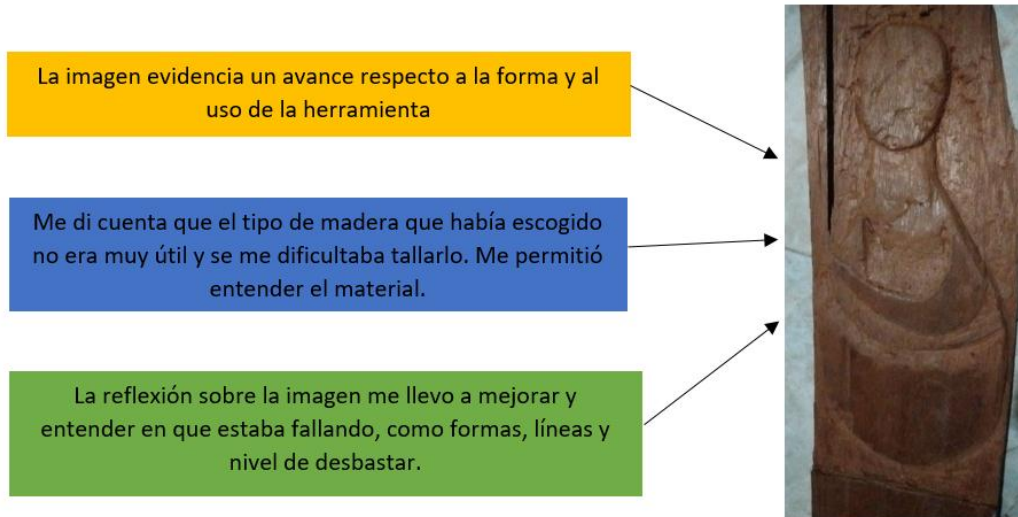 La imagen evidencia un avance respecto a la forma y al
uso de la herramienta
Me di cuenta que el tipo de madera que había escogido
no era muy útil y se me dificultaba tallarlo. Me permitió
entender el material.
La reflexión sobre la imagen me llevo a mejorar y
entender en que estaba fallando, como formas, líneas y
nivel de desbastar.